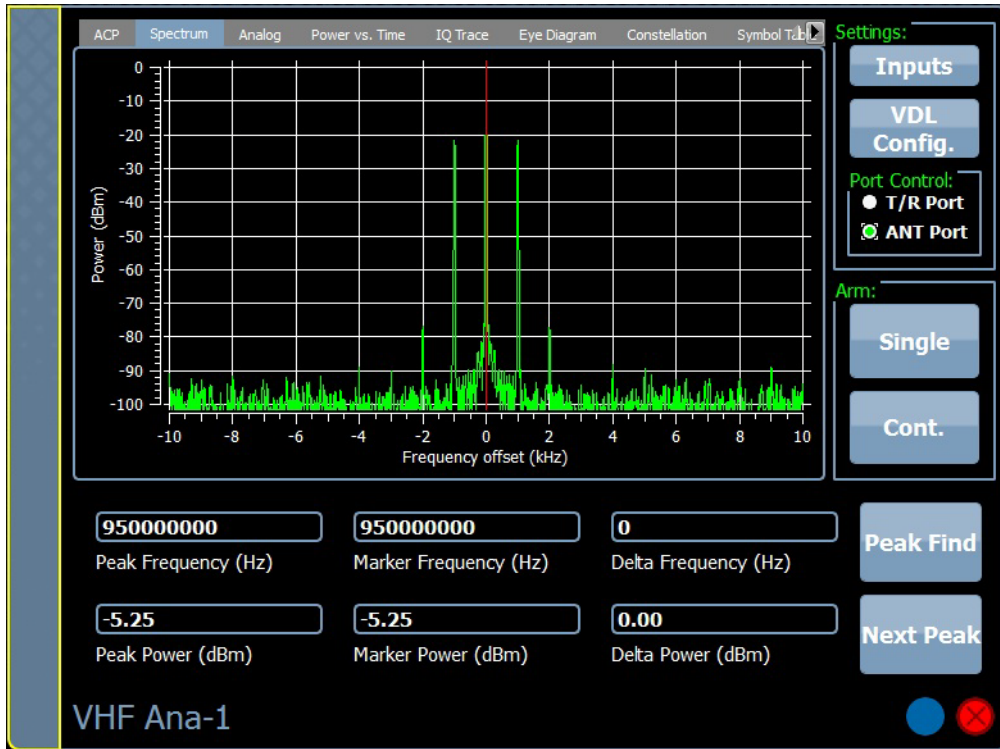 ACP Spectrum Analog Power vs. Time IQ Trace Eye Diagram Constellation Symbol Table
Settings:
Inputs
VDL
Config.
Port Control:
T/R Port
ANT Port
Arm:
Single
Cont.
Power (dBm)
0
-10
-20
-30
-40
-50
-60
-70
-80
-90
-100
-10 -8 -6 -4 -2 0 2 4 6 8 10
Frequency offset (kHz)
950000000 950000000 0
Peak Frequency (Hz) Marker Frequency (Hz) Delta Frequency (Hz)
Peak Find
-5.25 -5.25 0.00
Peak Power (dBm) Marker Power (dBm) Delta Power (dBm)
Next Peak
VHF Ana-1